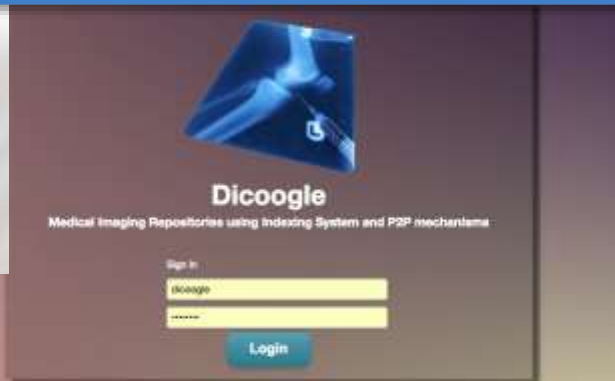 L
Dicoogle
Medical Imaging Repositories using Indexing System and P2P mechanisms
Sign in
dicoogle
••••••••
Login